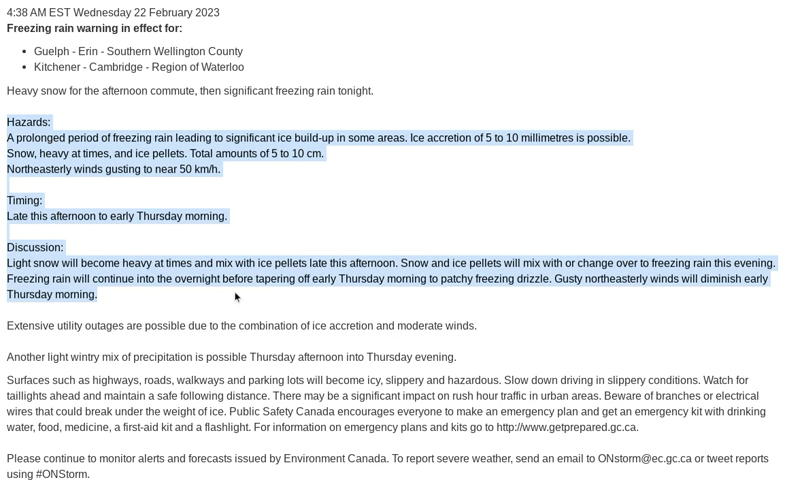 4:38 AM EST Wednesday 22 February 2023
Freezing rain warning in effect for:
Guelph - Erin - Southern Wellington County
Kitchener - Cambridge - Region of Waterloo
Heavy snow for the afternoon commute, then significant freezing rain tonight.
Hazards:
A prolonged period of freezing rain leading to significant ice build-up in some areas. Ice accretion of 5 to 10 millimetres is possible.
Snow, heavy at times, and ice pellets. Total amounts of 5 to 10 cm.
Northeasterly winds gusting to near 50 km/h.
Timing:
Late this afternoon to early Thursday morning.
Discussion:
Light snow will become heavy at times and mix with ice pellets late this afternoon. Snow and ice pellets will mix with or change over to freezing rain this evening.
Freezing rain will continue into the overnight before tapering off early Thursday morning to patchy freezing drizzle. Gusty northeasterly winds will diminish early
Thursday morning.
Extensive utility outages are possible due to the combination of ice accretion and moderate winds.
Another light wintry mix of precipitation is possible Thursday afternoon into Thursday evening.
Surfaces such as highways, roads, walkways and parking lots will become icy, slippery and hazardous. Slow down driving in slippery conditions. Watch for
taillights ahead and maintain a safe following distance. There may be a significant impact on rush hour traffic in urban areas. Beware of branches or electrical
wires that could break under the weight of ice. Public Safety Canada encourages everyone to make an emergency plan and get an emergency kit with drinking
water, food, medicine, a first-aid kit and a flashlight. For information on emergency plans and kits go to http://www.getprepared.gc.ca.
Please continue to monitor alerts and forecasts issued by Environment Canada. To report severe weather, send an email to ONstorm@ec.gc.ca or tweet reports
using #ONStorm.